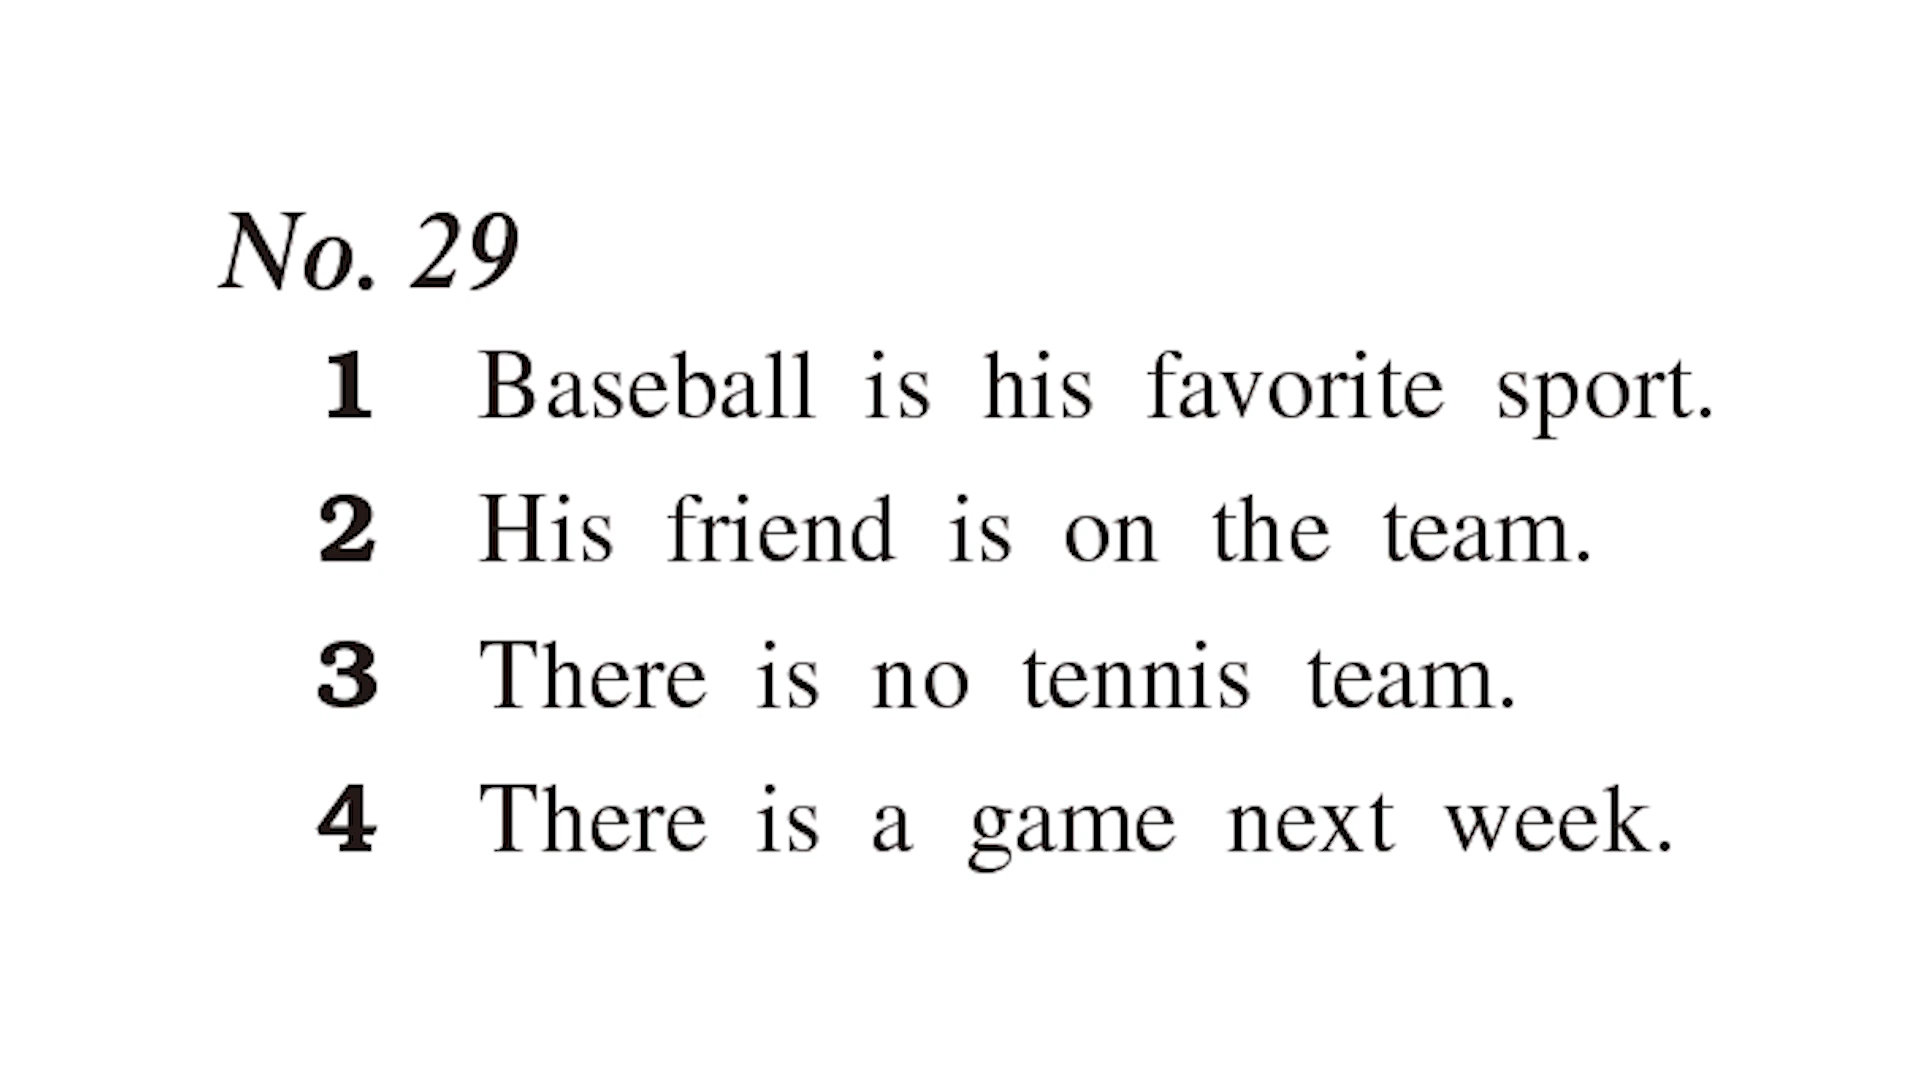 No. 29
1 Baseball is his favorite sport.
2 His friend is on the team.
3 There is no tennis team.
4 There is a game next week.